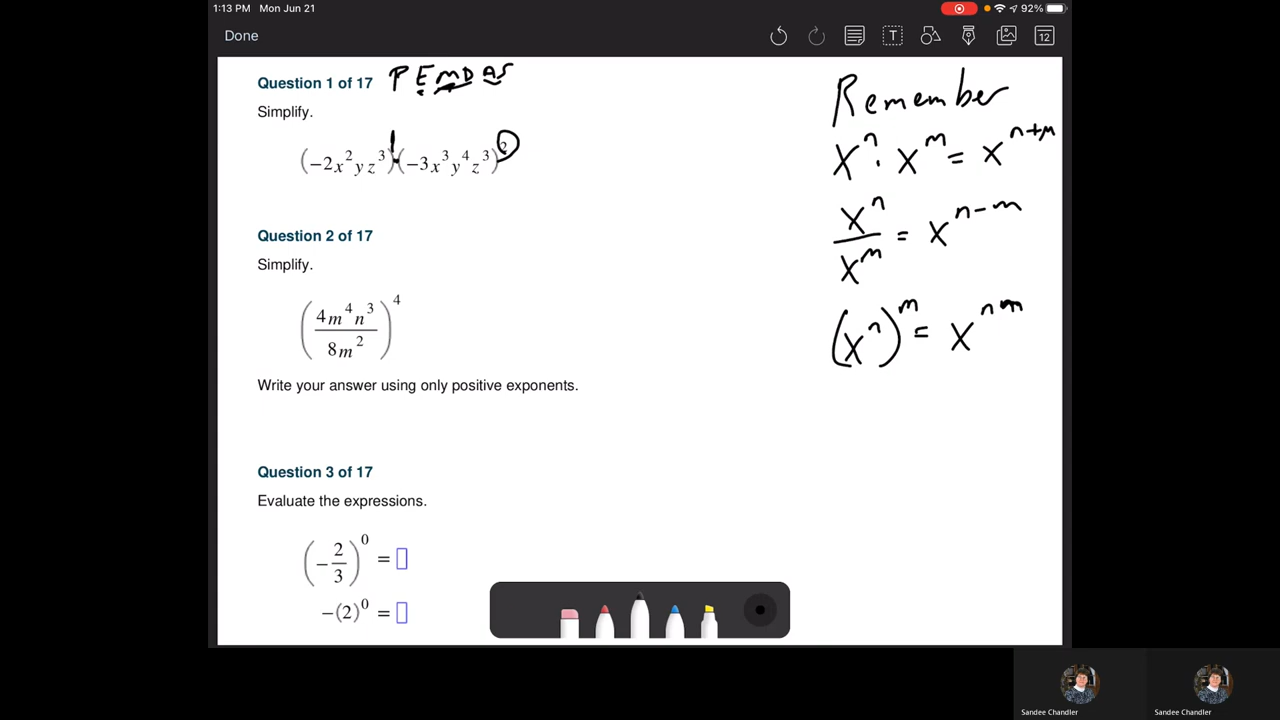 1:13 PM Mon Jun 21 92%
Done T 12
Question 1 of 17 PEMDAS
Simplify.
(−2x²yz³)¹·(−3x³y⁴z³)²
Question 2 of 17
Simplify.
(4m⁴n³/8m²)⁴
Write your answer using only positive exponents.
Question 3 of 17
Evaluate the expressions.
(−2/3)⁰ = 
−(2)⁰ = 
Remember
xⁿ · xᵐ = xⁿ⁺ᵐ
xⁿ/xᵐ = xⁿ⁻ᵐ
(xⁿ)ᵐ = xⁿᵐ
Sandee Chandler Sandee Chandler